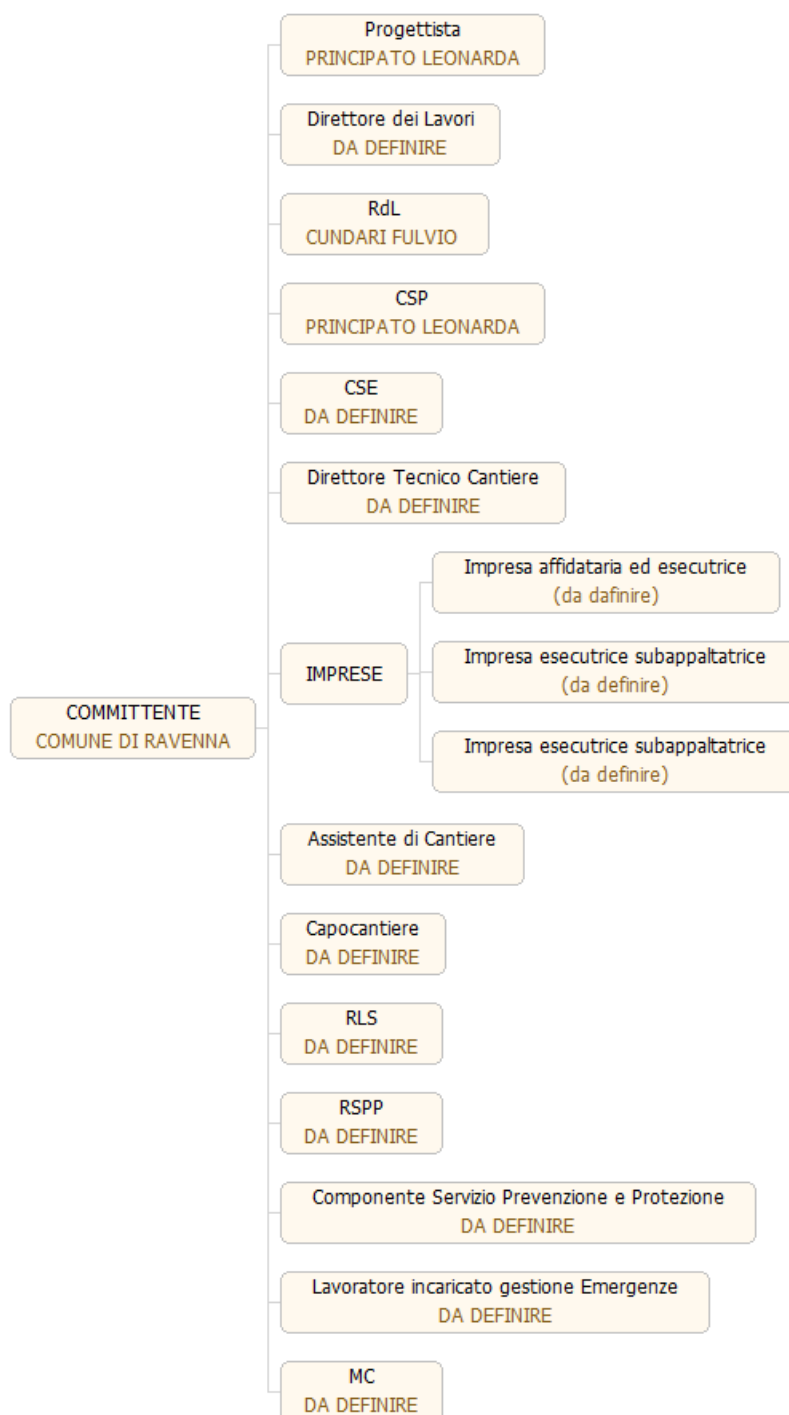 Progettista
PRINCIPATO LEONARDA
Direttore dei Lavori
DA DEFINIRE
RdL
CUNDARI FULVIO
CSP
PRINCIPATO LEONARDA
CSE
DA DEFINIRE
Direttore Tecnico Cantiere
DA DEFINIRE
Impresa affidataria ed esecutrice
(da dafinire)
IMPRESE
Impresa esecutrice subappaltatrice
(da definire)
COMMITTENTE
COMUNE DI RAVENNA
Impresa esecutrice subappaltatrice
(da definire)
Assistente di Cantiere
DA DEFINIRE
Capocantiere
DA DEFINIRE
RLS
DA DEFINIRE
RSPP
DA DEFINIRE
Componente Servizio Prevenzione e Protezione
DA DEFINIRE
Lavoratore incaricato gestione Emergenze
DA DEFINIRE
MC
DA DEFINIRE